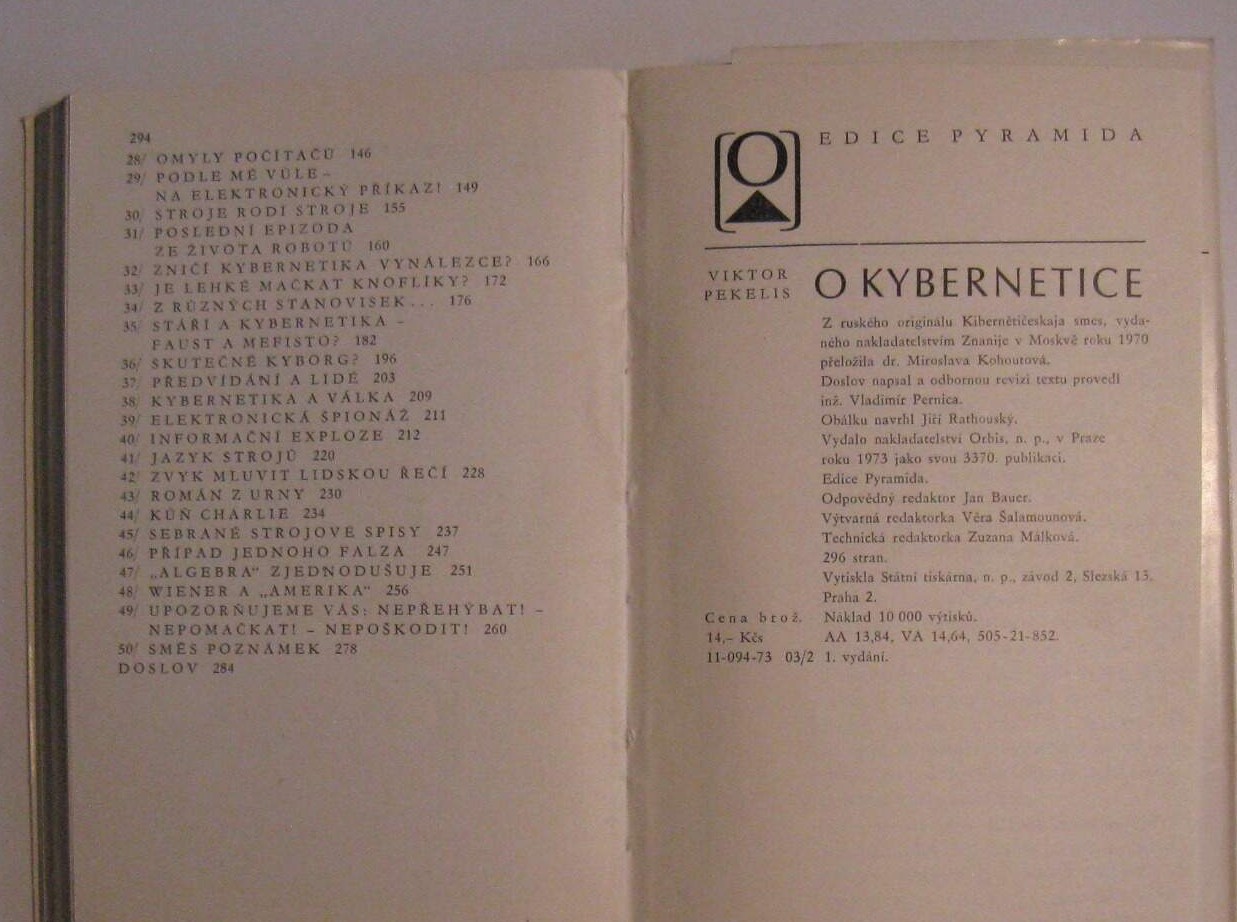 294
28/ OMYLY POČÍTAČŮ 146
29/ PODLE MÉ VŮLE –
NA ELEKTRONICKÝ PŘÍKAZ! 149
30/ STROJE RODÍ STROJE 155
31/ POSLEDNÍ EPIZODA
ZE ŽIVOTA ROBOTŮ 160
32/ ZNIČÍ KYBERNETIKA VYNÁLEZCE? 166
33/ JE LEHKÉ MAČKAT KNOFLÍKY? 172
34/ Z RŮZNÝCH STANOVISEK... 176
35/ STÁŘÍ A KYBERNETIKA –
FAUST A MEFISTO? 182
36/ SKUTEČNĚ KYBORG? 196
37/ PŘEDVÍDÁNÍ A LIDÉ 203
38/ KYBERNETIKA A VÁLKA 209
39/ ELEKTRONICKÁ ŠPIONÁŽ 211
40/ INFORMAČNÍ EXPLOZE 212
41/ JAZYK STROJŮ 220
42/ ZVYK MLUVIT LIDSKOU ŘEČÍ 228
43/ ROMÁN Z URNY 230
44/ KŮŇ CHARLIE 234
45/ SEBRANÉ STROJOVÉ SPISY 237
46/ PŘÍPAD JEDNOHO FALZA 247
47/ „ALGEBRA“ ZJEDNODUŠUJE 251
48/ WIENER A „AMERIKA“ 256
49/ UPOZORŇUJEME VÁS: NEPŘEHÝBAT! –
NEPOMAČKAT! – NEPOŠKODIT! 260
50/ SMĚS POZNÁMEK 278
DOSLOV 284
EDICE PYRAMIDA
VIKTOR
PEKELIS
O KYBERNETICE
Z ruského originálu Kibernětičeskaja smes, vyda-
ného nakladatelstvím Znanije v Moskvě roku 1970
přeložila dr. Miroslava Kohoutová.
Doslov napsal a odbornou revizi textu provedl
inž. Vladimír Pernica.
Obálku navrhl Jiří Rathouský.
Vydalo nakladatelství Orbis, n. p., v Praze
roku 1973 jako svou 3370. publikaci.
Edice Pyramida.
Odpovědný redaktor Jan Bauer.
Výtvarná redaktorka Věra Šalamounová.
Technická redaktorka Zuzana Málková.
296 stran.
Vytiskla Státní tiskárna, n. p., závod 2, Slezská 13,
Praha 2.
Cena brož. Náklad 10 000 výtisků.
14,– Kčs AA 13,84, VA 14,64, 505-21-852.
11-094-73 03/2 1. vydání.